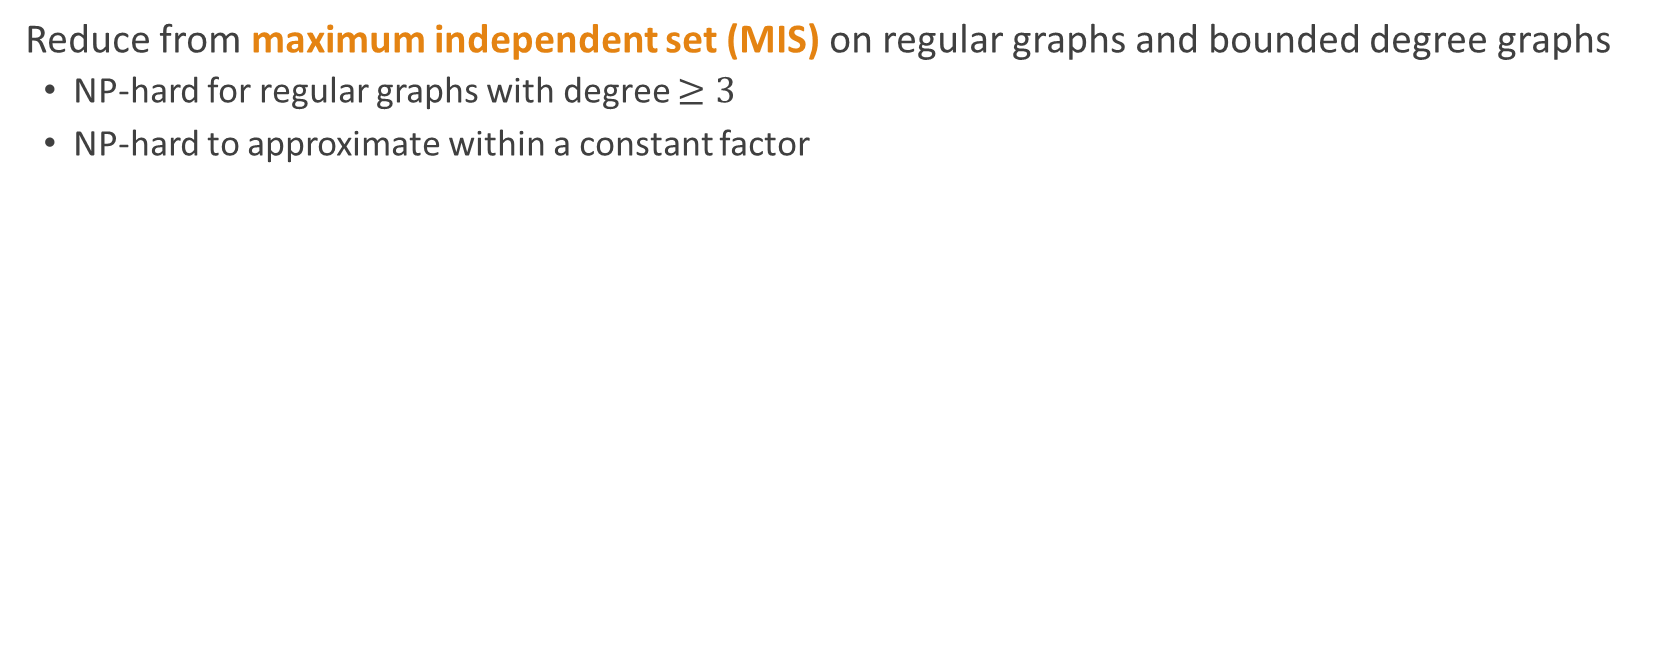 Reduce from maximum independent set (MIS) on regular graphs and bounded degree graphs
• NP-hard for regular graphs with degree ≥ 3
• NP-hard to approximate within a constant factor